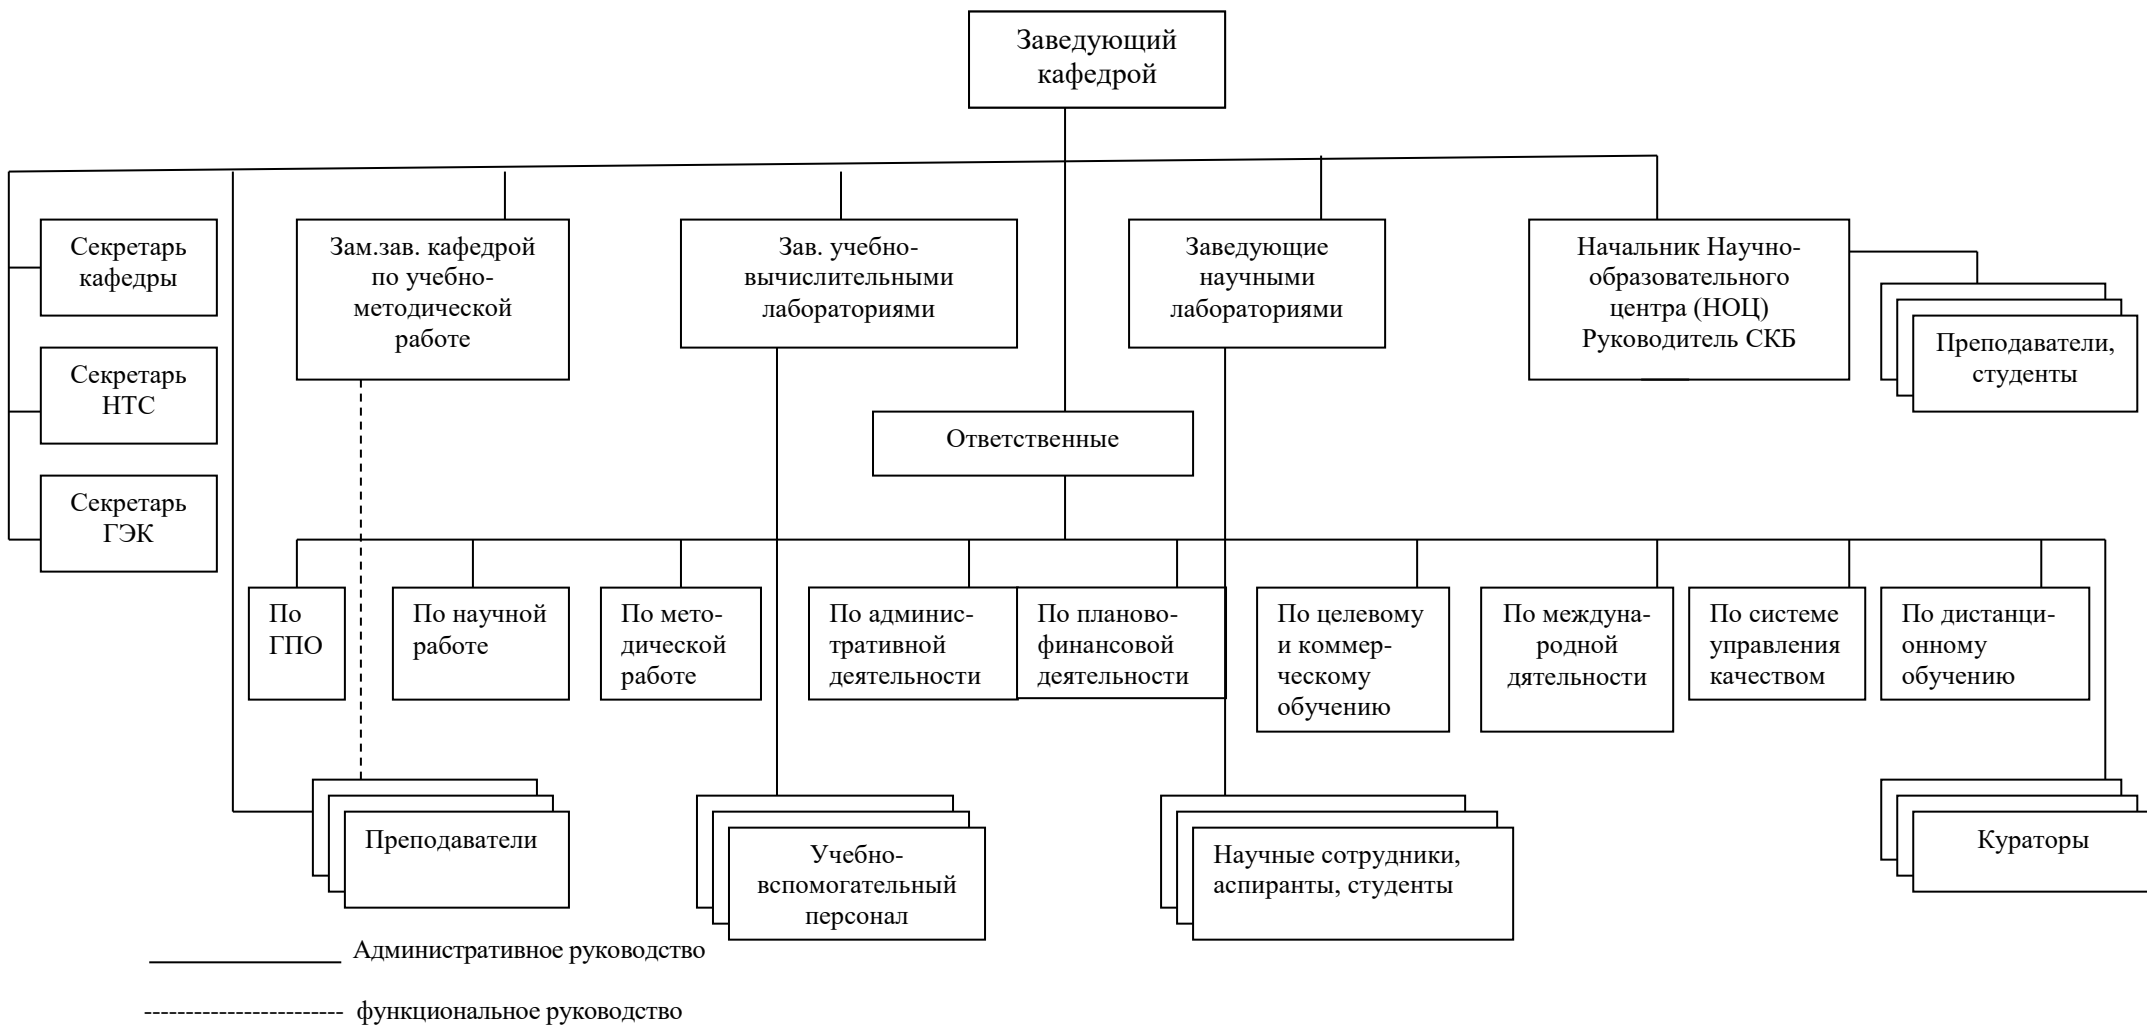 Заведующий
кафедрой
Секретарь
кафедры
Зам.зав. кафедрой
по учебно-
методической
работе
Зав. учебно-
вычислительными
лабораториями
Заведующие
научными
лабораториями
Начальник Научно-
образовательного
центра (НОЦ)
Руководитель СКБ
Преподаватели,
студенты
Секретарь
НТС
Ответственные
Секретарь
ГЭК
По
ГПО
По научной
работе
По мето-
дической
работе
По админис-
тративной
деятельности
По планово-
финансовой
деятельности
По целевому
и коммер-
ческому
обучению
По междуна-
родной
дятельности
По системе
управления
качеством
По дистанци-
онному
обучению
Преподаватели
Учебно-
вспомогательный
персонал
Научные сотрудники,
аспиранты, студенты
Кураторы
Административное руководство
функциональное руководство